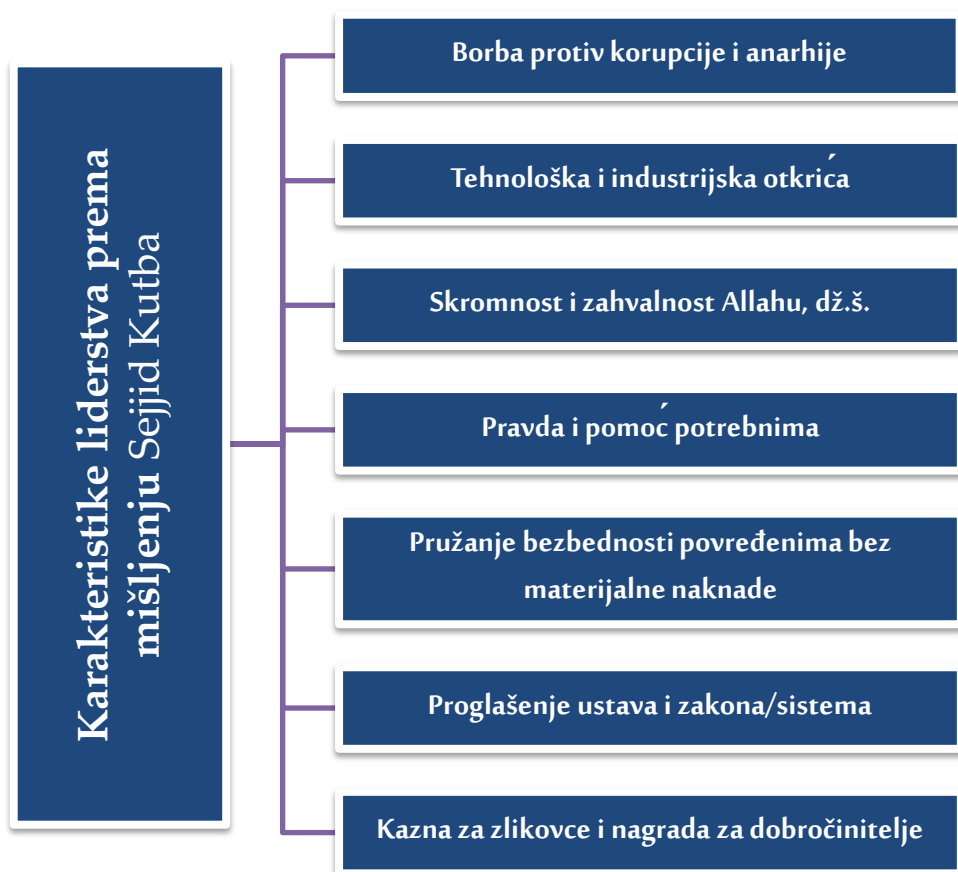 Karakteristike liderstva prema
mišljenju Sejjid Kutba
Borba protiv korupcije i anarhije
Tehnološka i industrijska otkrića
Skromnost i zahvalnost Allahu, dž.š.
Pravda i pomoć potrebnima
Pružanje bezbednosti povređenima bez
materijalne naknade
Proglašenje ustava i zakona/sistema
Kazna za zlikovce i nagrada za dobročinitelje